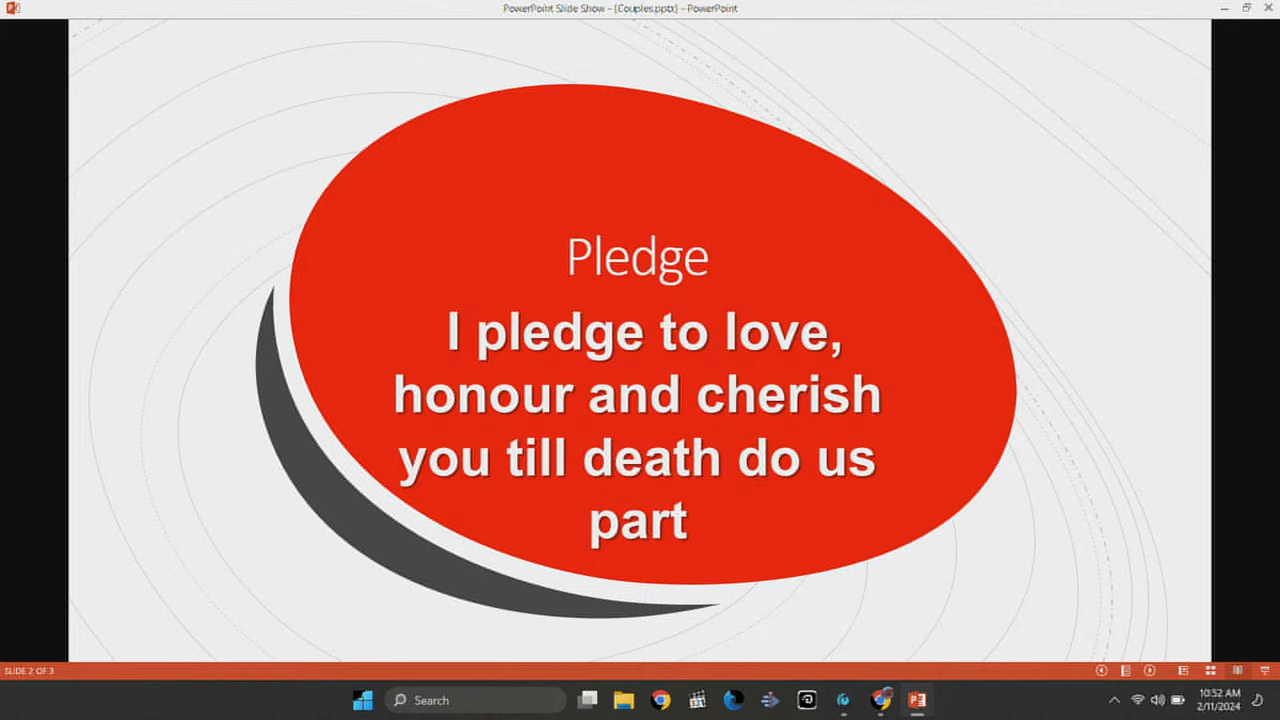 PowerPoint Slide Show - [Couples.pptx] - PowerPoint
Pledge
I pledge to love,
honour and cherish
you till death do us
part
SLIDE 2 OF 3
Search
10:52 AM
2/11/2024